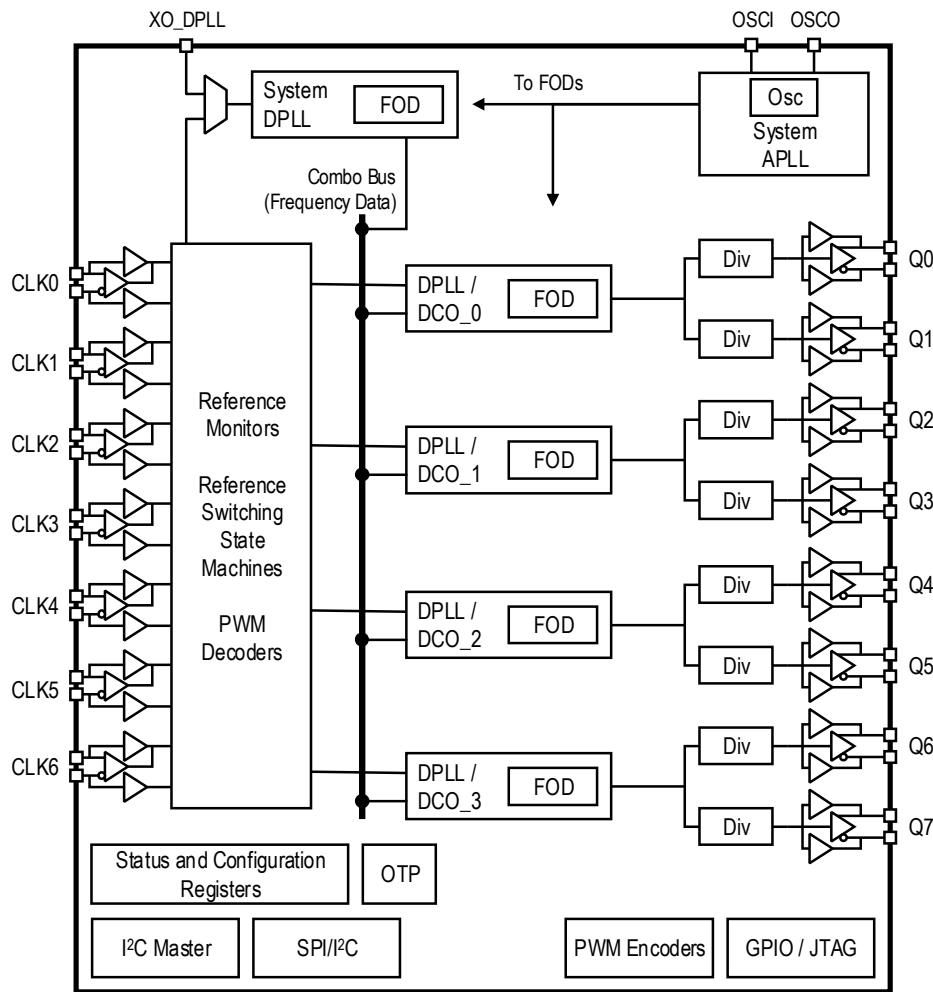 XO_DPLL
OSCI
OSCO
System
DPLL
FOD
To FODs
Osc
System
APLL
Combo Bus
(Frequency Data)
CLK0
CLK1
CLK2
CLK3
CLK4
CLK5
CLK6
Reference
Monitors
Reference
Switching
State
Machines
PWM
Decoders
DPLL /
DCO_0
FOD
DPLL /
DCO_1
FOD
DPLL /
DCO_2
FOD
DPLL /
DCO_3
FOD
Div
Div
Div
Div
Div
Div
Div
Div
Q0
Q1
Q2
Q3
Q4
Q5
Q6
Q7
Status and Configuration
Registers
OTP
I²C Master
SPI/I²C
PWM Encoders
GPIO / JTAG